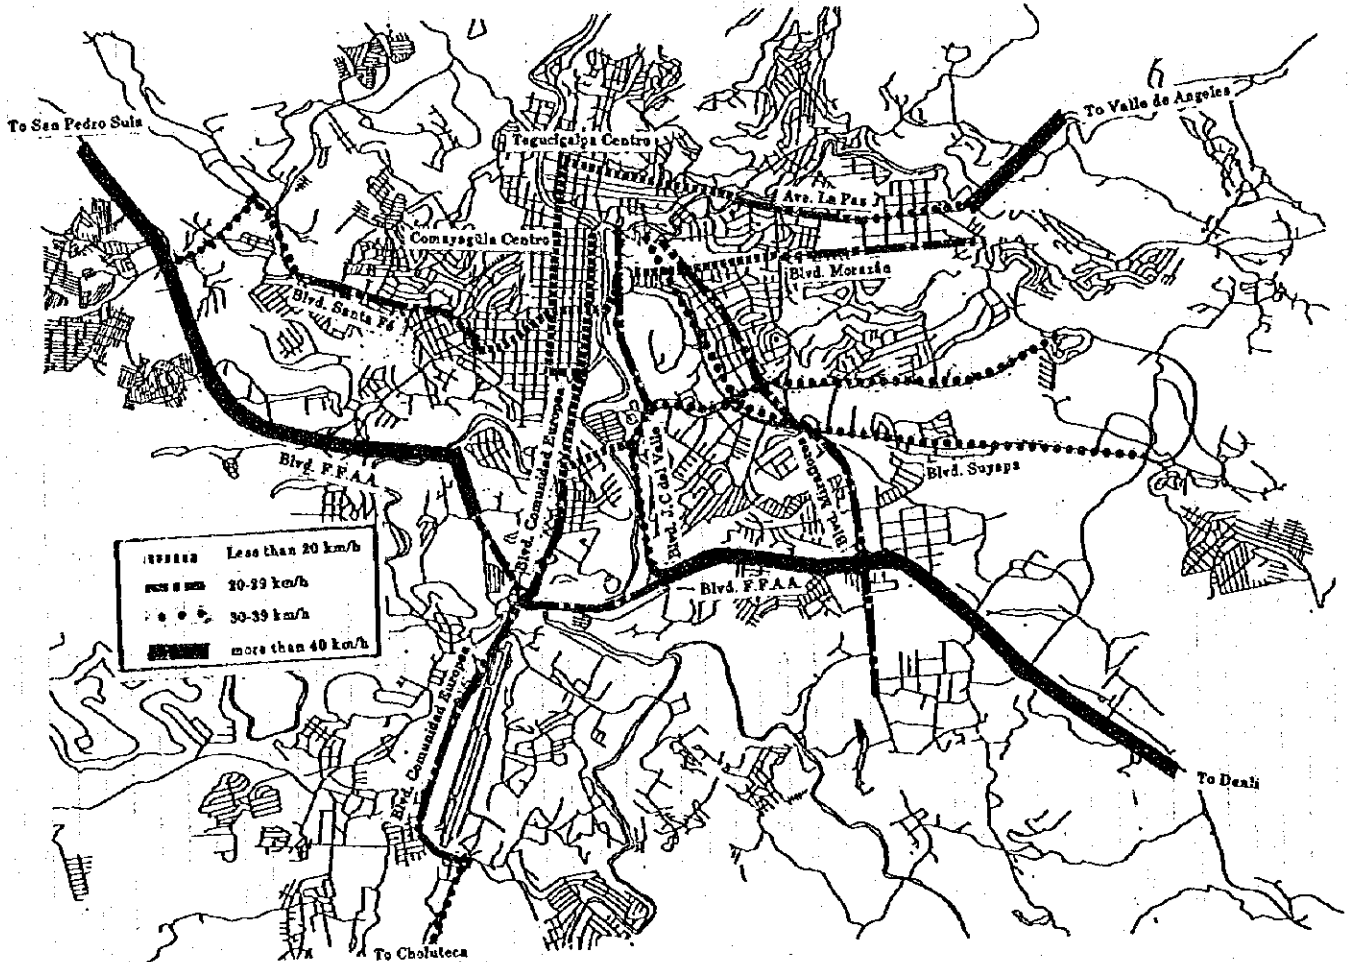 To San Pedro Sula
To Valle de Angeles
Tegucigalpa Centro
Ave. La Paz
Comayagüla Centro
Blvd. Morazán
Blvd. Santa Fé
Blvd. Comunidad Europea
Blvd. J.C del Valle
Blvd. Miraflores
Blvd. Suyapa
Blvd. F.F.A.A.
Blvd. F.F.A.A.
Less than 20 km/h
20-29 km/h
30-39 km/h
more than 40 km/h
Blvd. Comunidad Europea
To Danli
To Choluteca